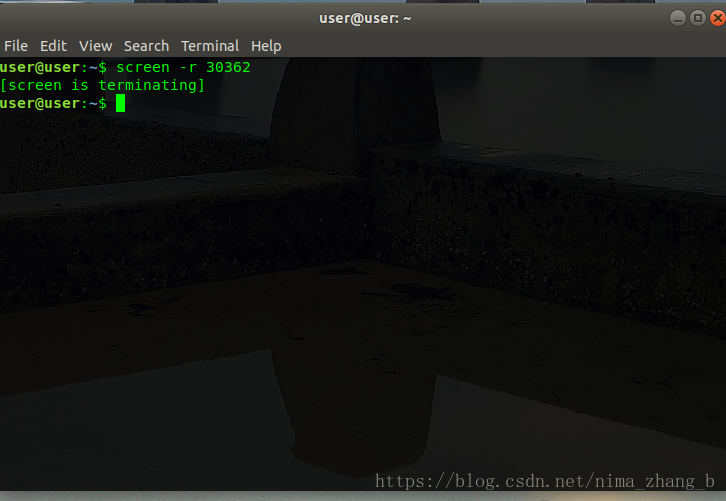 user@user: ~
File Edit View Search Terminal Help
user@user:~$ screen -r 30362
[screen is terminating]
user@user:~$
https://blog.csdn.net/nima_zhang_b